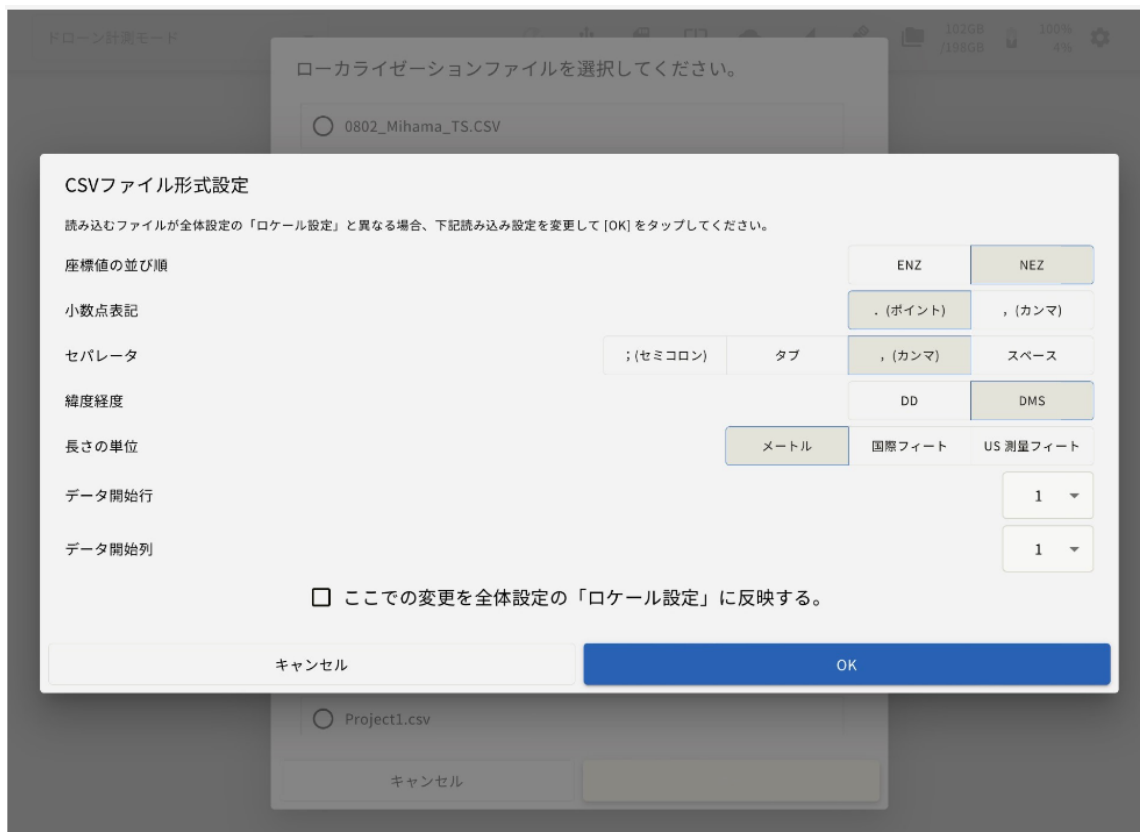 ドローン計測モード
102GB
/198GB
100%
4%
ローカライゼーションファイルを選択してください。
0802_Mihama_TS.CSV
CSVファイル形式設定
読み込むファイルが全体設定の「ロケール設定」と異なる場合、下記読み込み設定を変更して [OK] をタップしてください。
座標値の並び順 ENZ NEZ
小数点表記 . (ポイント) , (カンマ)
セパレータ ; (セミコロン) タブ , (カンマ) スペース
緯度経度 DD DMS
長さの単位 メートル 国際フィート US 測量フィート
データ開始行 1
データ開始列 1
ここでの変更を全体設定の「ロケール設定」に反映する。
キャンセル OK
Project1.csv
キャンセル